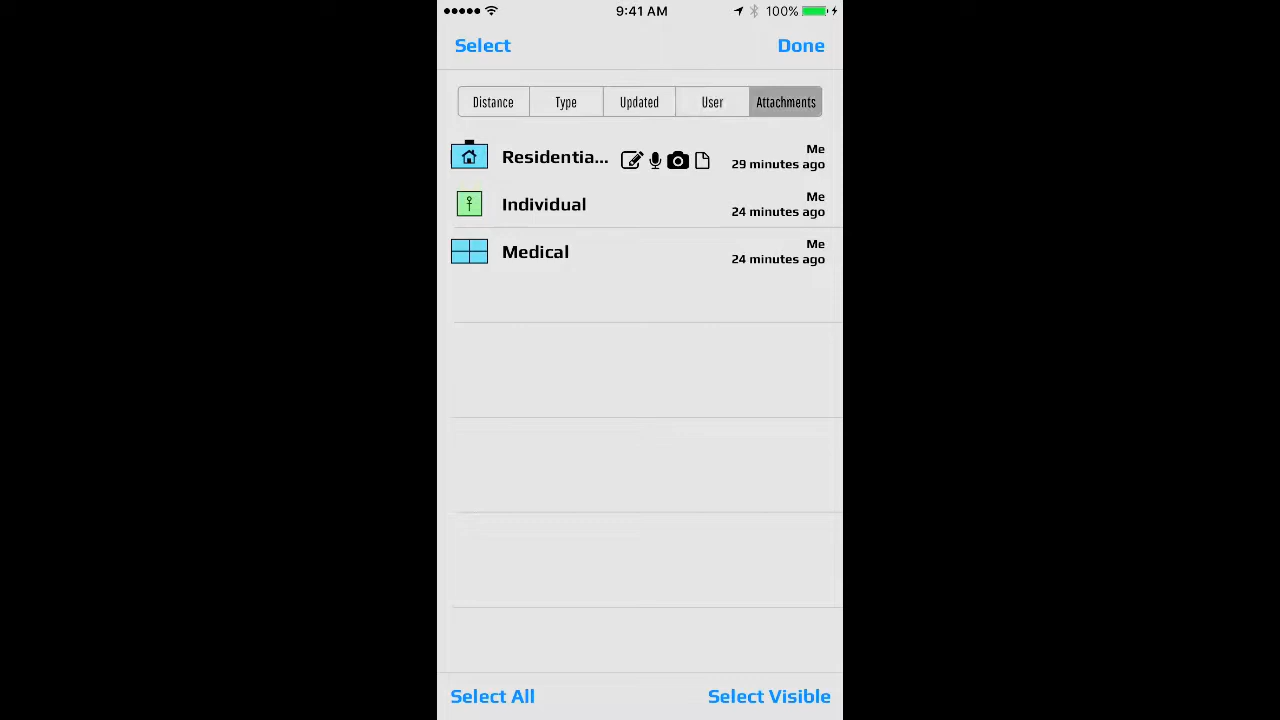 9:41 AM 100%
Select Done
Distance Type Updated User Attachments
Residentia... Me
29 minutes ago
Individual Me
24 minutes ago
Medical Me
24 minutes ago
Select All Select Visible